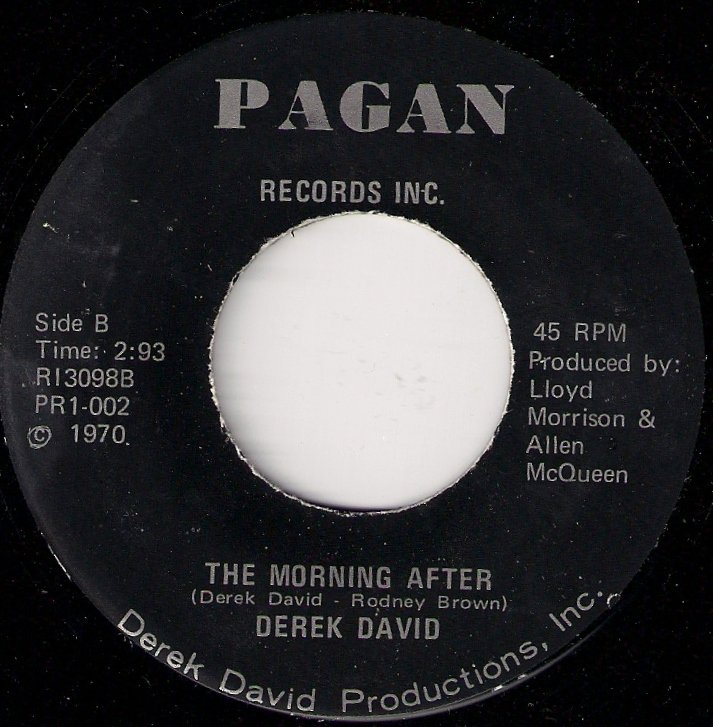 PAGAN
RECORDS INC.
Side B
Time: 2:93
RI3098B
PR1-002
© 1970.
45 RPM
Produced by:
Lloyd
Morrison &
Allen
McQueen
THE MORNING AFTER
(Derek David - Rodney Brown)
DEREK DAVID
Derek David Productions, Inc.